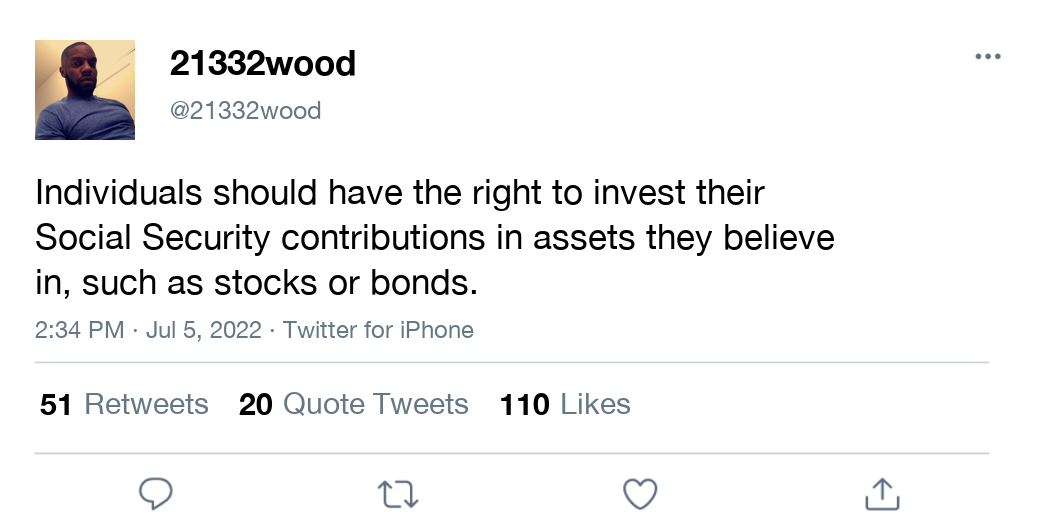 21332wood
@21332wood
Individuals should have the right to invest their
Social Security contributions in assets they believe
in, such as stocks or bonds.
2:34 PM · Jul 5, 2022 · Twitter for iPhone
51 Retweets 20 Quote Tweets 110 Likes